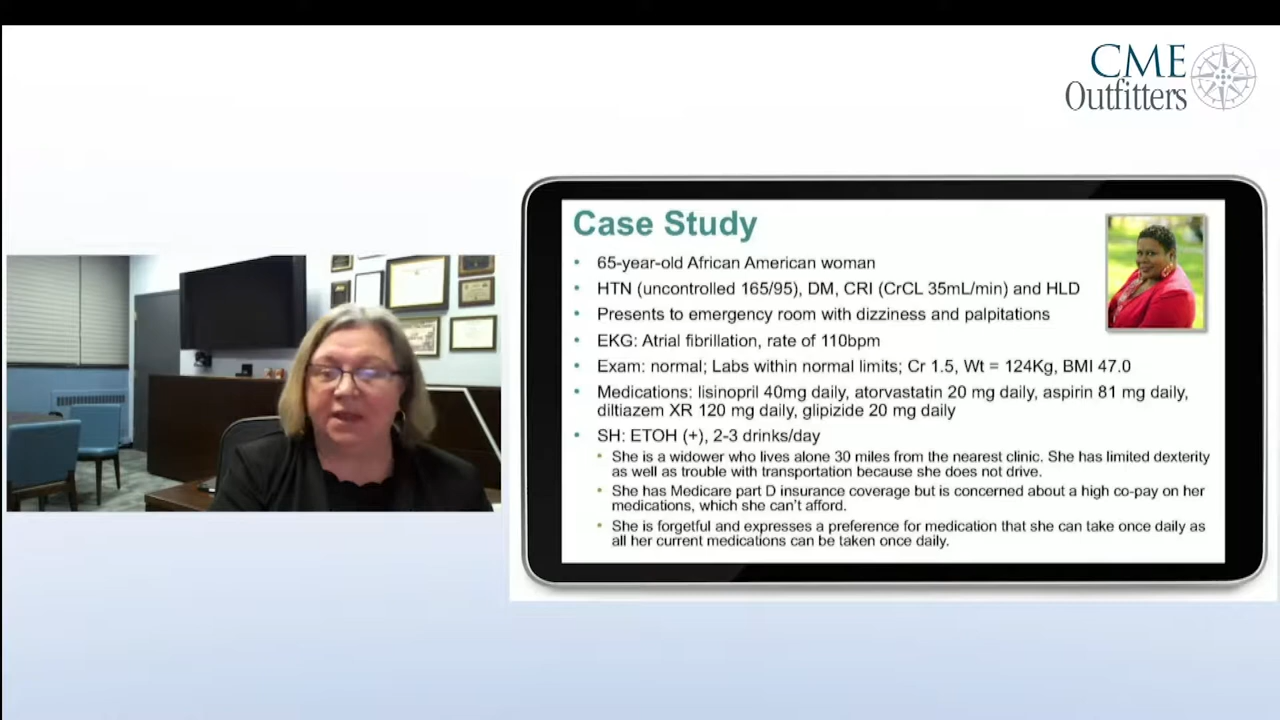 CME
Outfitters
Case Study
• 65-year-old African American woman
• HTN (uncontrolled 165/95), DM, CRI (CrCL 35mL/min) and HLD
• Presents to emergency room with dizziness and palpitations
• EKG: Atrial fibrillation, rate of 110bpm
• Exam: normal; Labs within normal limits; Cr 1.5, Wt = 124Kg, BMI 47.0
• Medications: lisinopril 40mg daily, atorvastatin 20 mg daily, aspirin 81 mg daily,
diltiazem XR 120 mg daily, glipizide 20 mg daily
• SH: ETOH (+), 2-3 drinks/day
• She is a widower who lives alone 30 miles from the nearest clinic. She has limited dexterity
as well as trouble with transportation because she does not drive.
• She has Medicare part D insurance coverage but is concerned about a high co-pay on her
medications, which she can't afford.
• She is forgetful and expresses a preference for medication that she can take once daily as
all her current medications can be taken once daily.